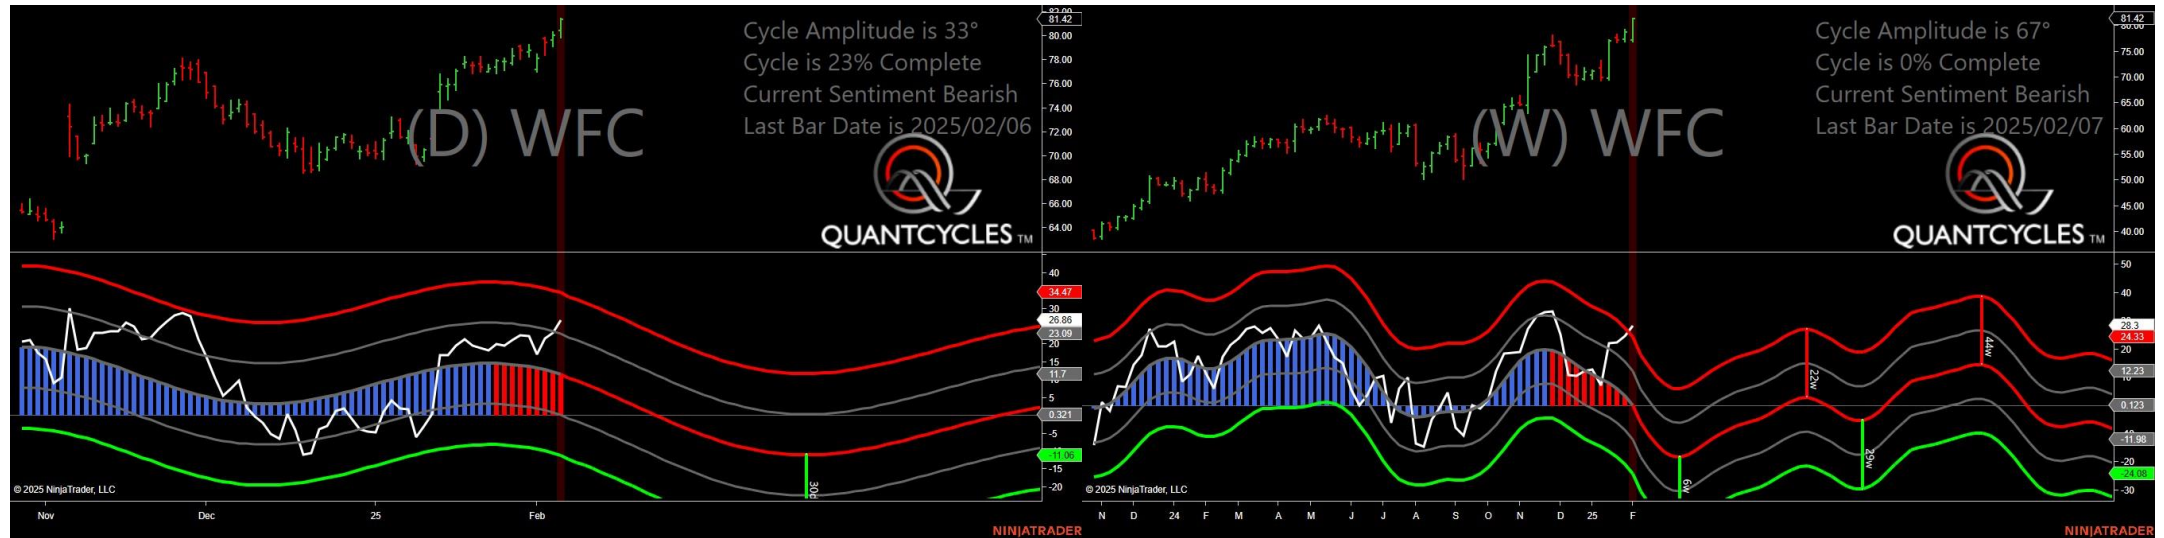 Cycle Amplitude is 33°
Cycle is 23% Complete
Current Sentiment Bearish
Last Bar Date is 2025/02/06
(D) WFC
QUANTCYCLES TM
82.00
81.42
80.00
78.00
76.00
74.00
72.00
70.00
68.00
66.00
64.00
40
34.47
30
26.86
23.09
20
15
11.7
5
0.321
-5
-11.06
-15
-20
30d
© 2025 NinjaTrader, LLC
Nov
Dec
25
Feb
NINJATRADER
Cycle Amplitude is 67°
Cycle is 0% Complete
Current Sentiment Bearish
Last Bar Date is 2025/02/07
(W) WFC
QUANTCYCLES TM
81.42
80.00
75.00
70.00
65.00
60.00
55.00
50.00
45.00
40.00
50
40
28.3
24.33
20
12.23
0.123
-11.98
-20
-24.08
-30
6w
22w
29w
44w
© 2025 NinjaTrader, LLC
N
D
24
F
M
A
M
J
J
A
S
O
N
D
25
F
NINJATRADER